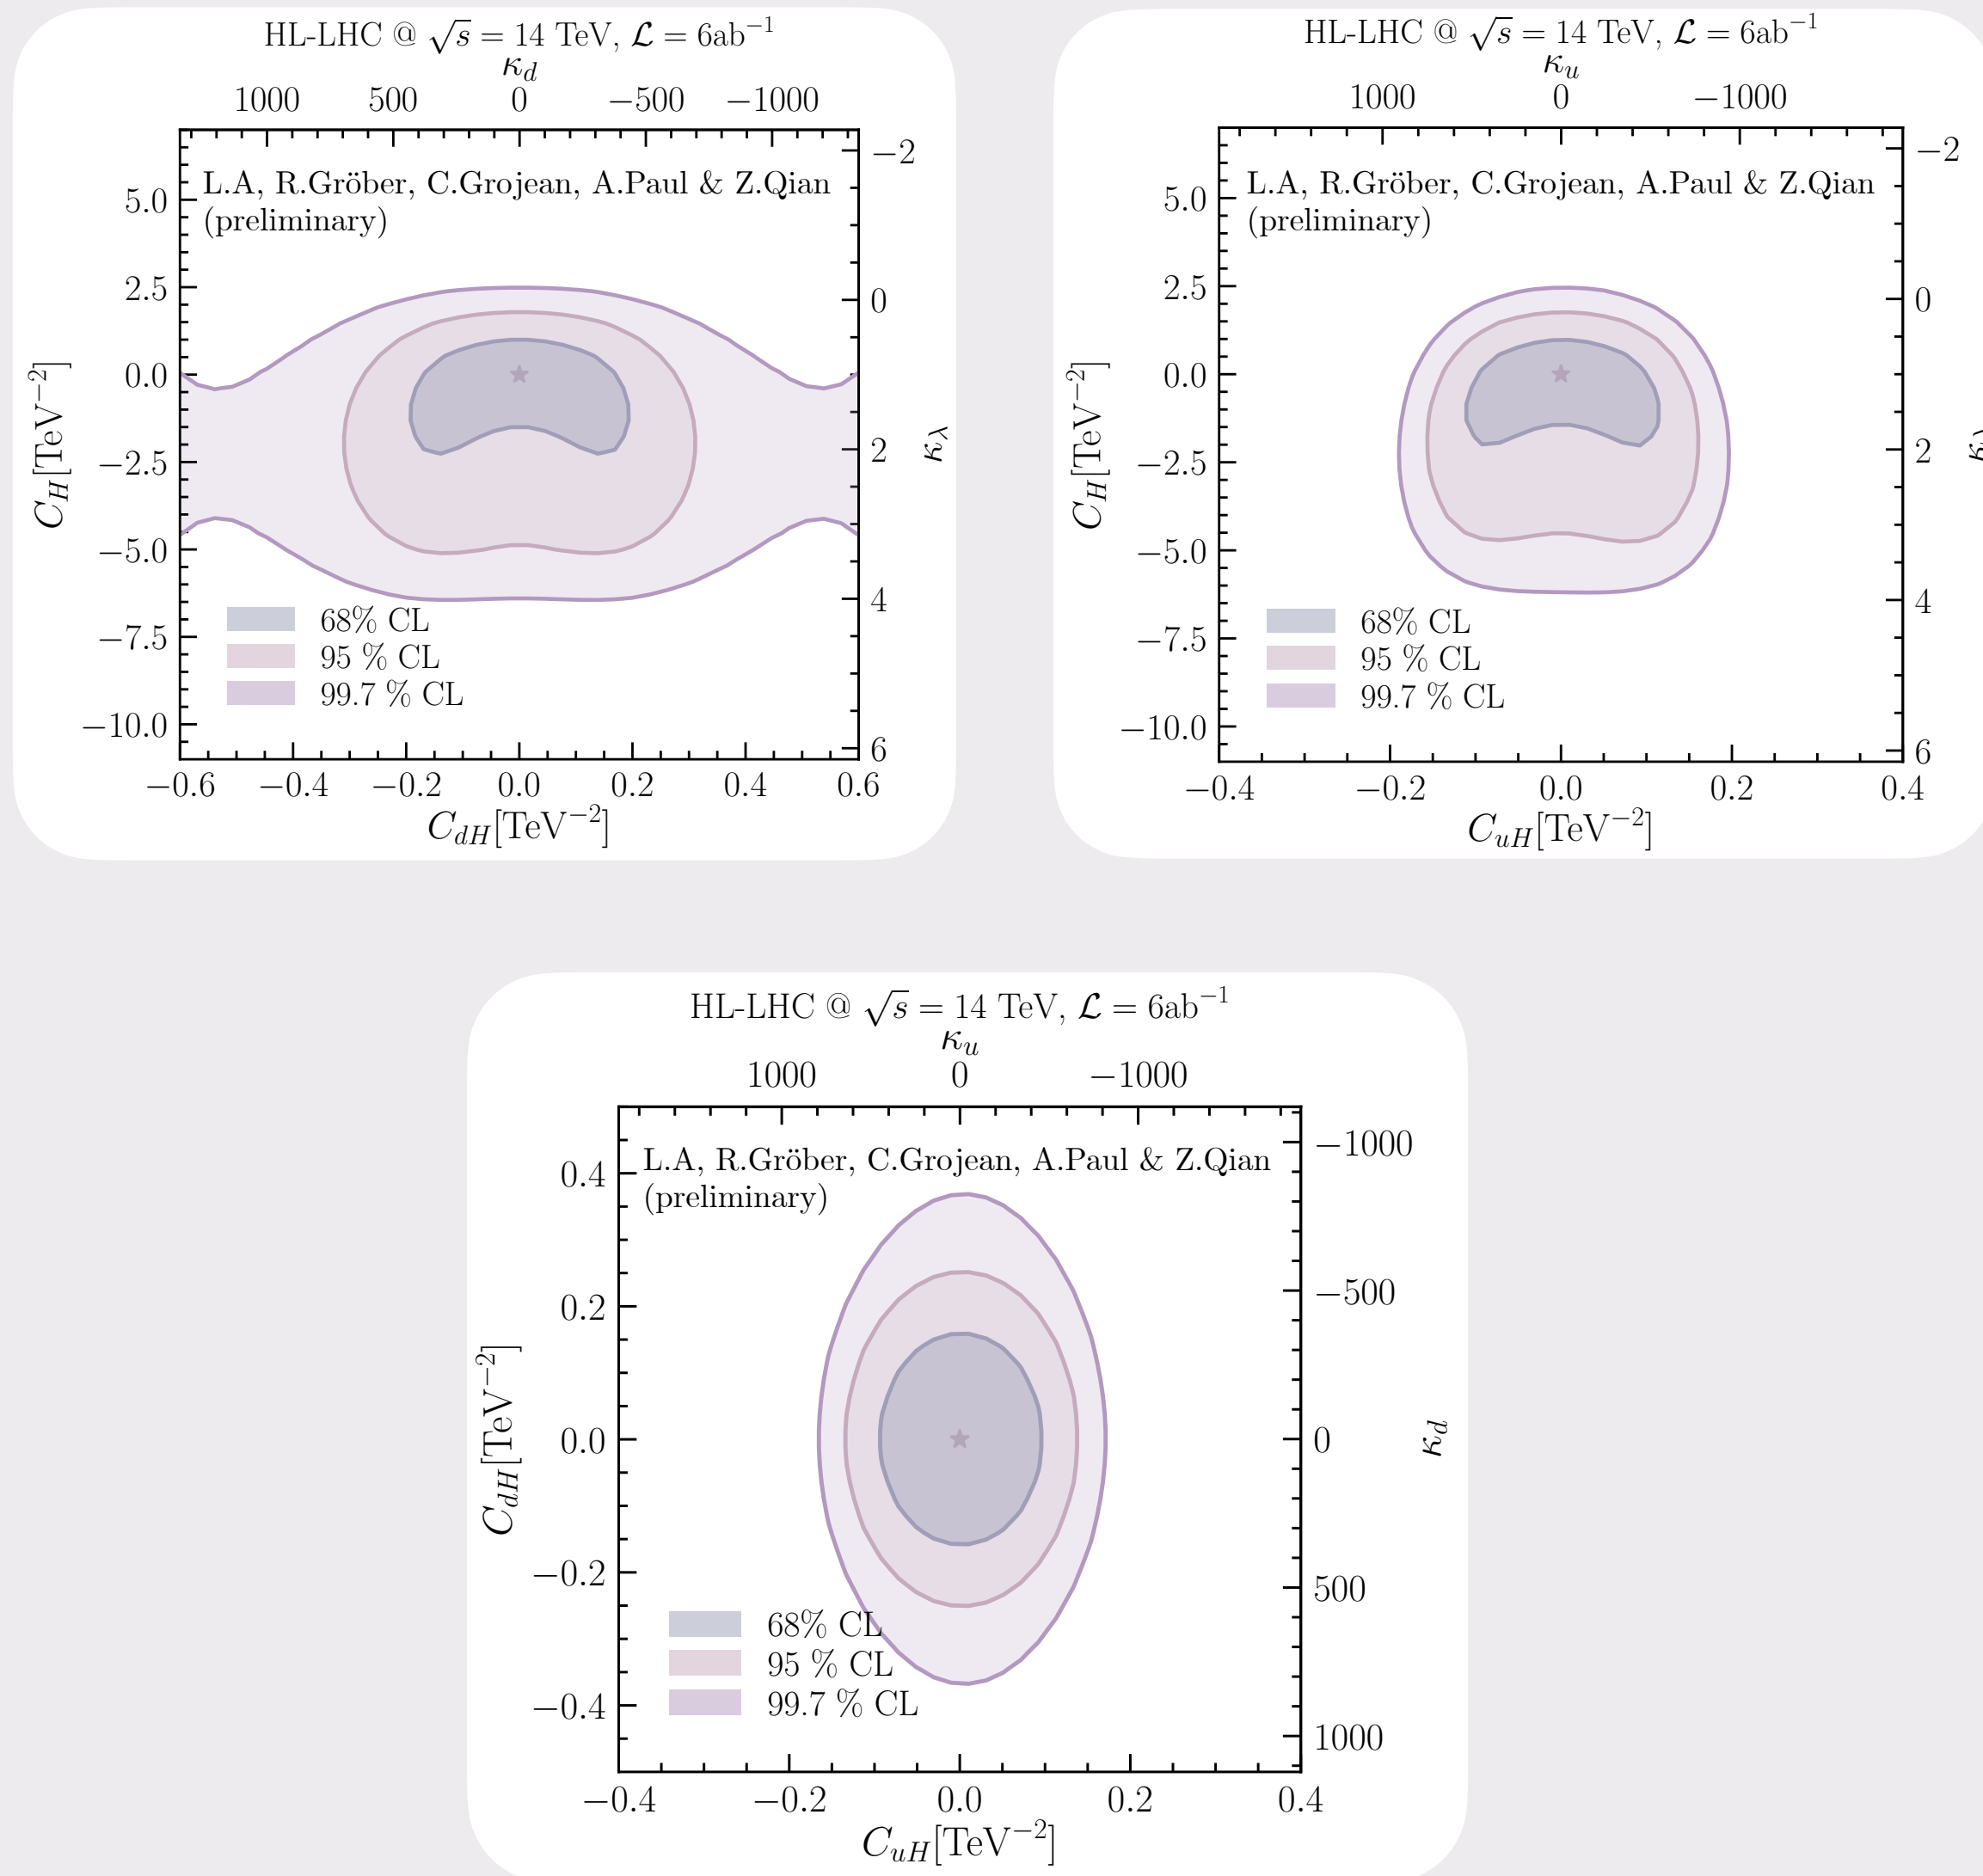 HL-LHC @ √s = 14 TeV, ℒ = 6ab⁻¹
κ_d
1000 500 0 −500 −1000
L.A, R.Gröber, C.Grojean, A.Paul & Z.Qian
(preliminary)
5.0
2.5
0.0
−2.5
−5.0
−7.5
−10.0
C_H[TeV⁻²]
−2
0
2
4
6
κ_λ
68% CL
95 % CL
99.7 % CL
−0.6 −0.4 −0.2 0.0 0.2 0.4 0.6
C_{dH}[TeV⁻²]
HL-LHC @ √s = 14 TeV, ℒ = 6ab⁻¹
κ_u
1000 0 −1000
L.A, R.Gröber, C.Grojean, A.Paul & Z.Qian
(preliminary)
5.0
2.5
0.0
−2.5
−5.0
−7.5
−10.0
C_H[TeV⁻²]
−2
0
2
4
6
68% CL
95 % CL
99.7 % CL
−0.4 −0.2 0.0 0.2 0.4
C_{uH}[TeV⁻²]
HL-LHC @ √s = 14 TeV, ℒ = 6ab⁻¹
κ_u
1000 0 −1000
L.A, R.Gröber, C.Grojean, A.Paul & Z.Qian
(preliminary)
0.4
0.2
0.0
−0.2
−0.4
C_{dH}[TeV⁻²]
−1000
−500
0
500
1000
κ_d
68% CL
95 % CL
99.7 % CL
−0.4 −0.2 0.0 0.2 0.4
C_{uH}[TeV⁻²]